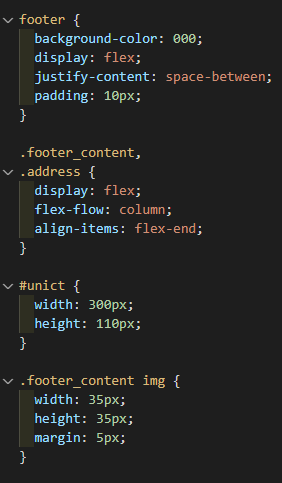 footer {
background-color: 000;
display: flex;
justify-content: space-between;
padding: 10px;
}
.footer_content,
.address {
display: flex;
flex-flow: column;
align-items: flex-end;
}
#unict {
width: 300px;
height: 110px;
}
.footer_content img {
width: 35px;
height: 35px;
margin: 5px;
}